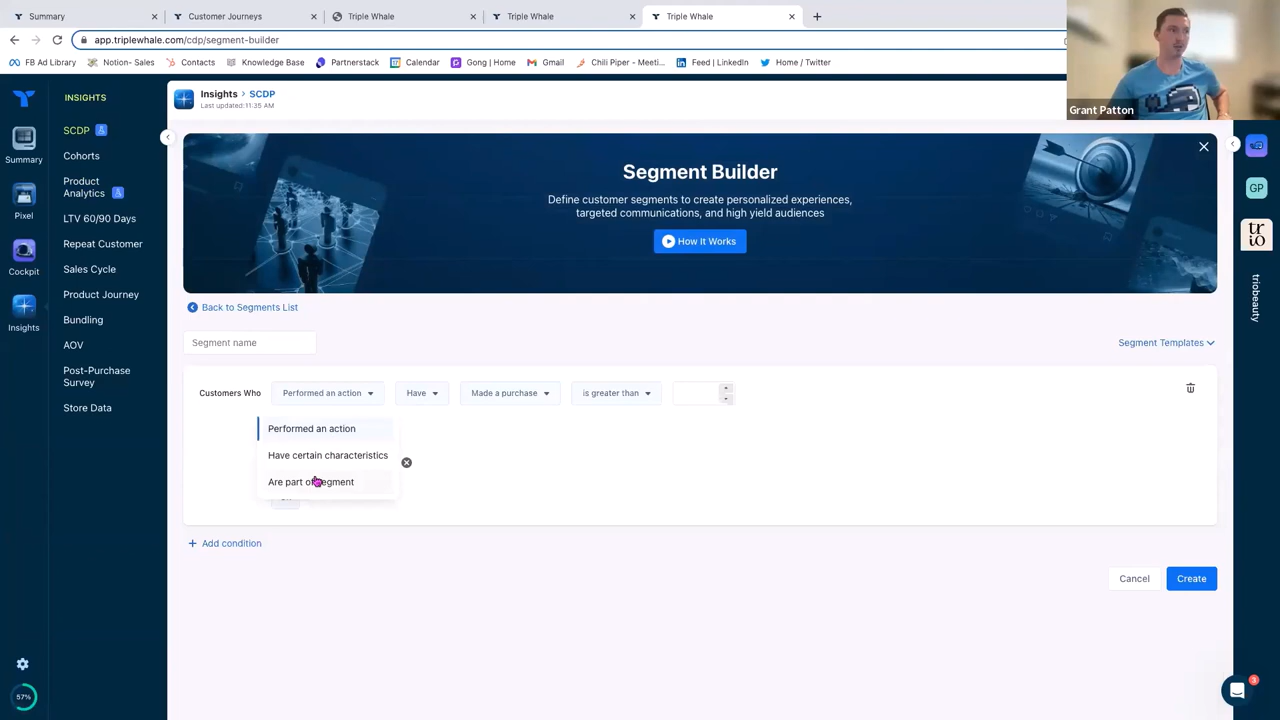 Summary
Customer Journeys
Triple Whale
Triple Whale
Triple Whale
app.triplewhale.com/cdp/segment-builder
FB Ad Library
Notion- Sales
Contacts
Knowledge Base
Partnerstack
Calendar
Gong | Home
Gmail
Chili Piper - Meeti...
Feed | LinkedIn
Home / Twitter
Grant Patton
INSIGHTS
Summary
Pixel
Cockpit
Insights
57%
SCDP
Cohorts
Product
Analytics
LTV 60/90 Days
Repeat Customer
Sales Cycle
Product Journey
Bundling
AOV
Post-Purchase
Survey
Store Data
Insights > SCDP
Last updated:11:35 AM
Segment Builder
Define customer segments to create personalized experiences,
targeted communications, and high yield audiences
How It Works
Back to Segments List
Segment name
Segment Templates
Customers Who Performed an action Have Made a purchase is greater than
Performed an action
Have certain characteristics
Are part of segment
+ Add condition
Cancel
Create
GP
tr
io
triobeauty
3